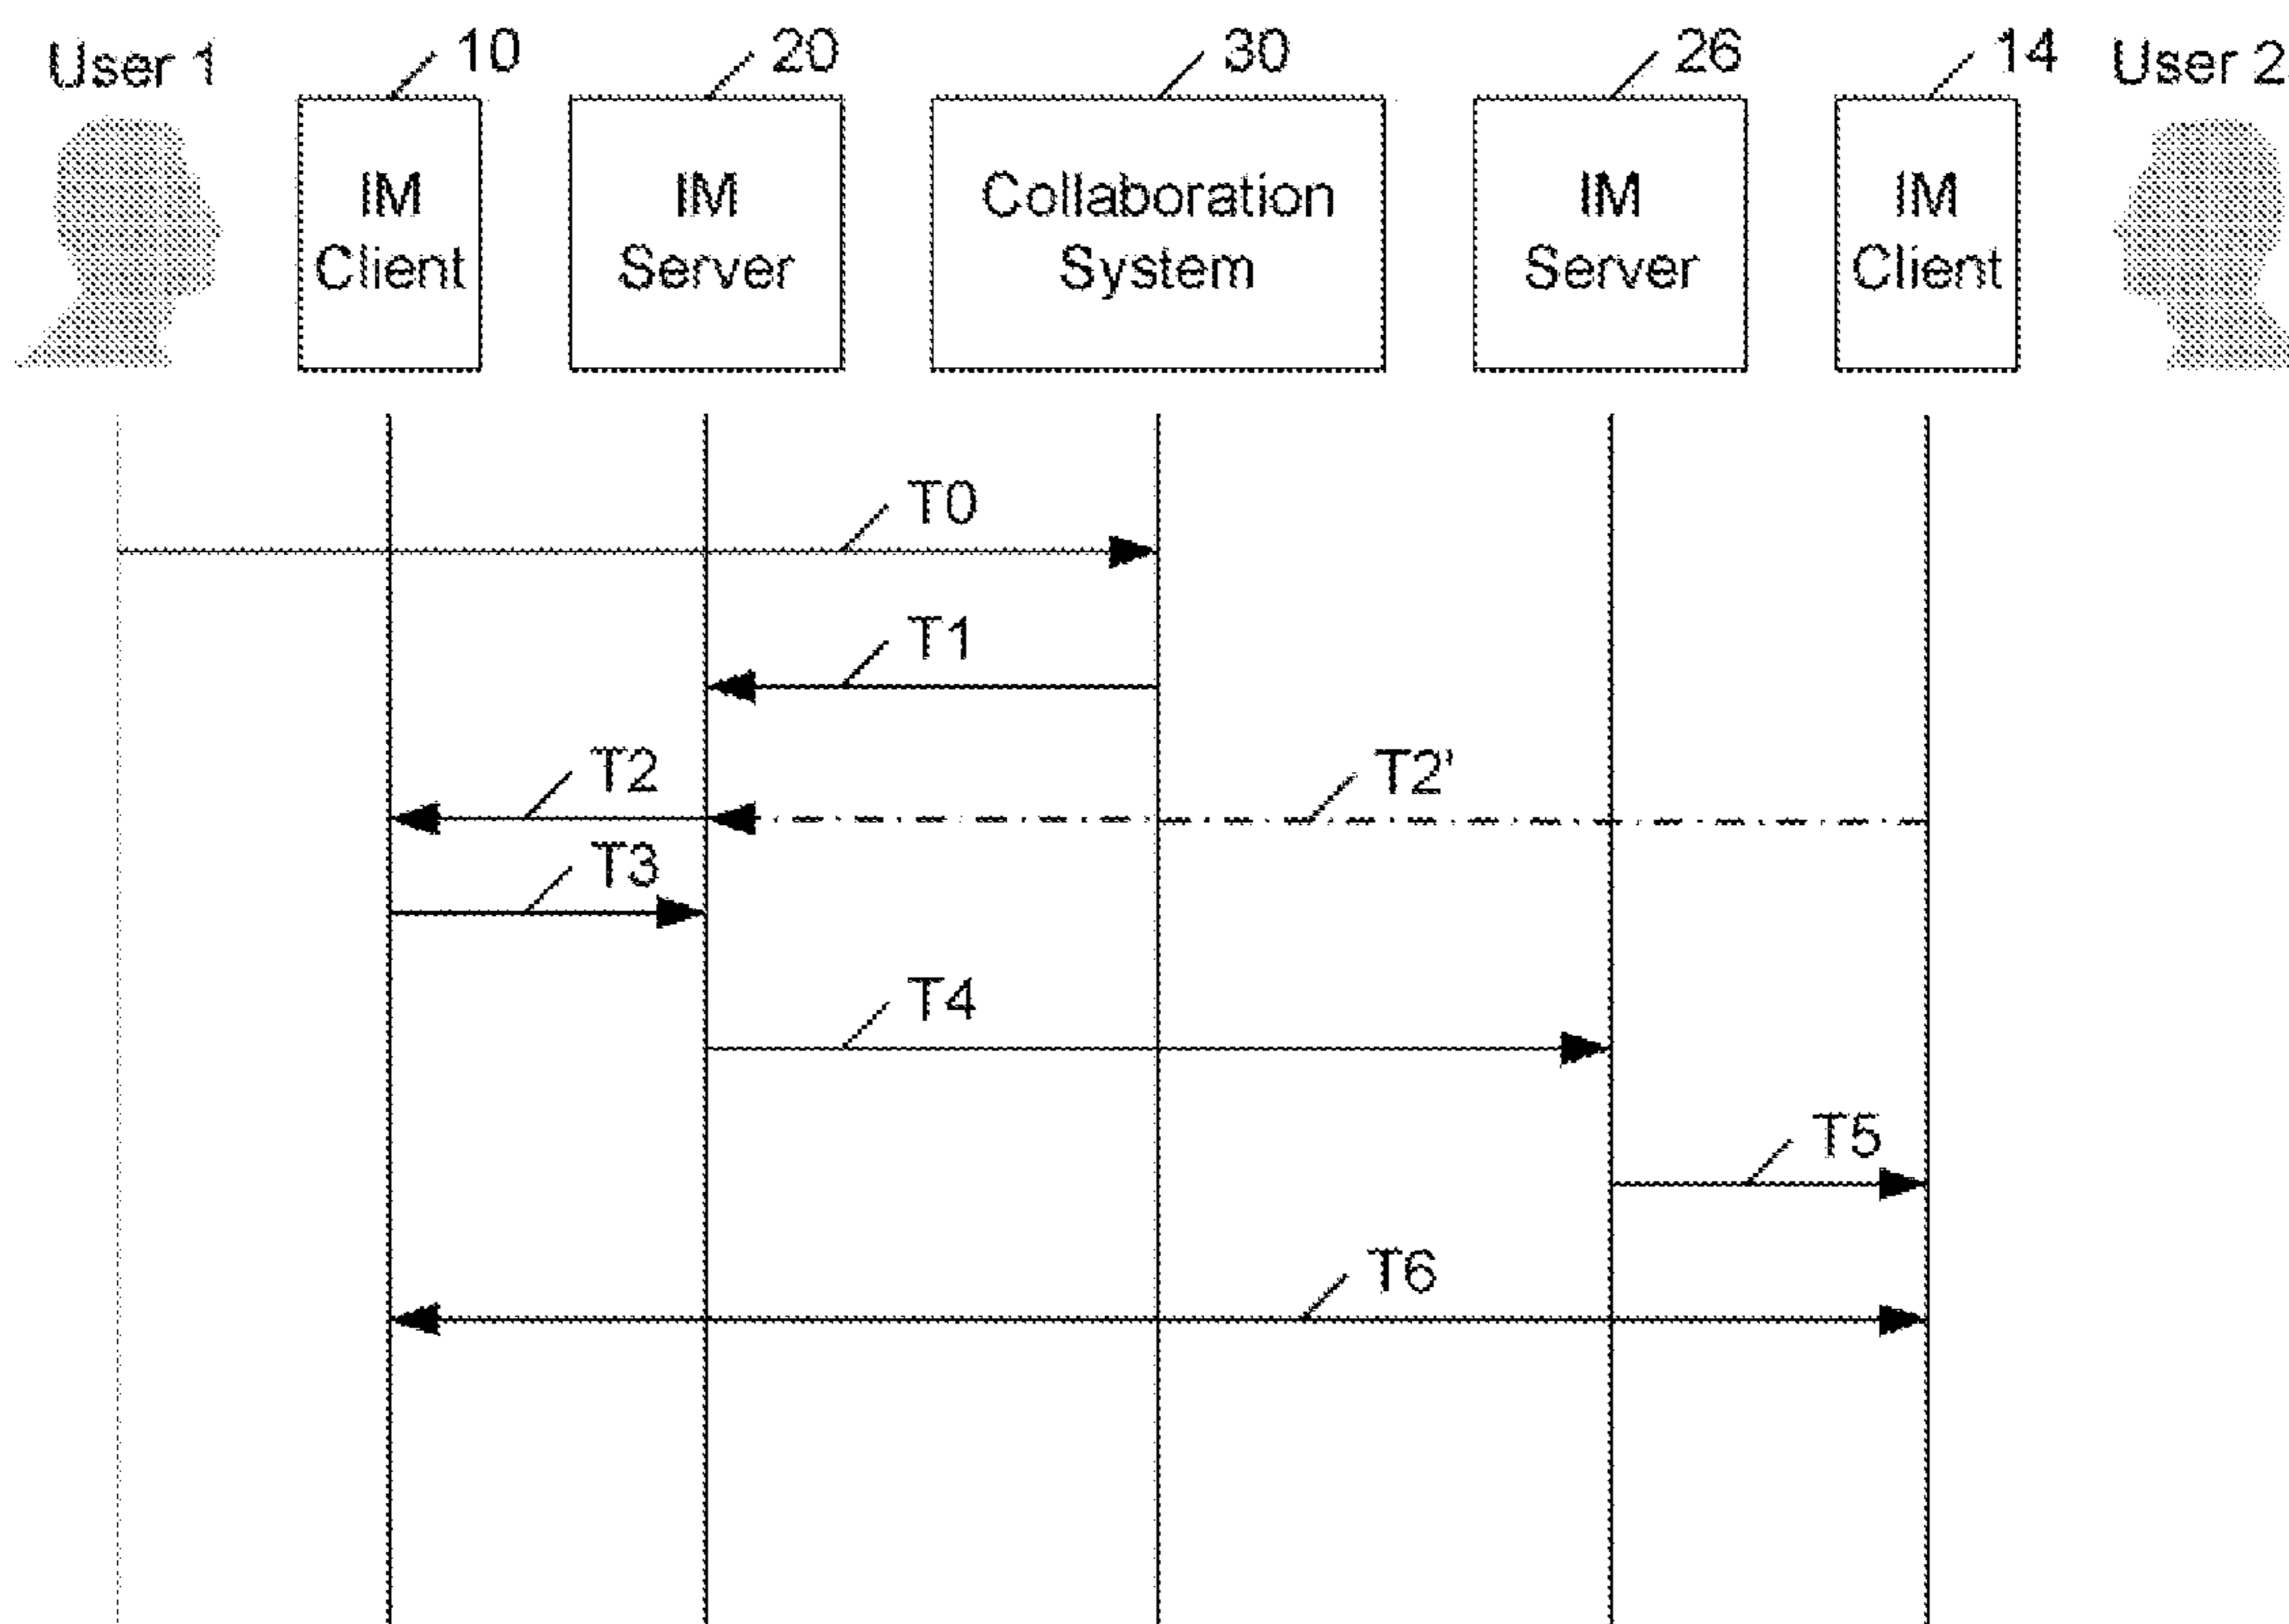 User 1
10
20
30
26
14
User 2
IM
Client
IM
Server
Collaboration
System
IM
Server
IM
Client
T0
T1
T2
T2'
T3
T4
T5
T6